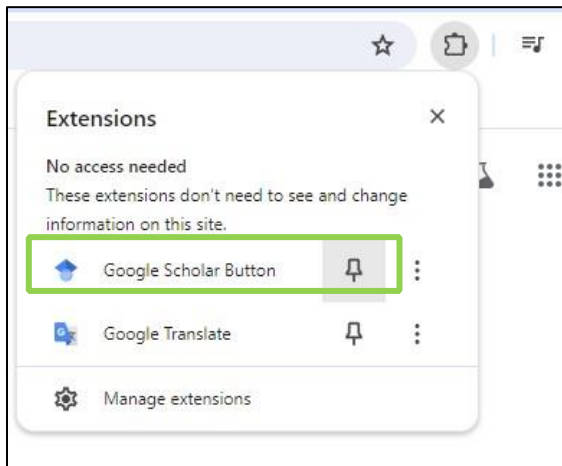 Extensions
No access needed
These extensions don't need to see and change
information on this site.
Google Scholar Button
Google Translate
Manage extensions